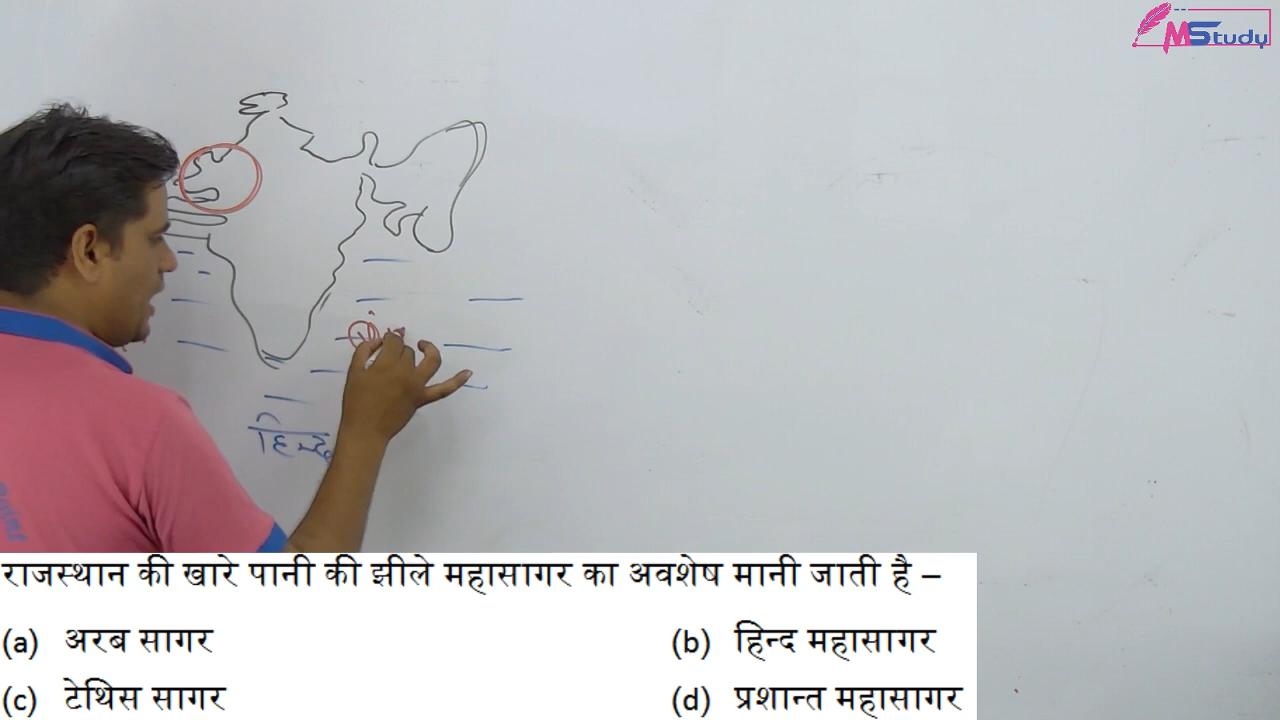 MStudy
हिन्द
राजस्थान की खारे पानी की झीले महासागर का अवशेष मानी जाती है –
(a) अरब सागर
(b) हिन्द महासागर
(c) टेथिस सागर
(d) प्रशान्त महासागर